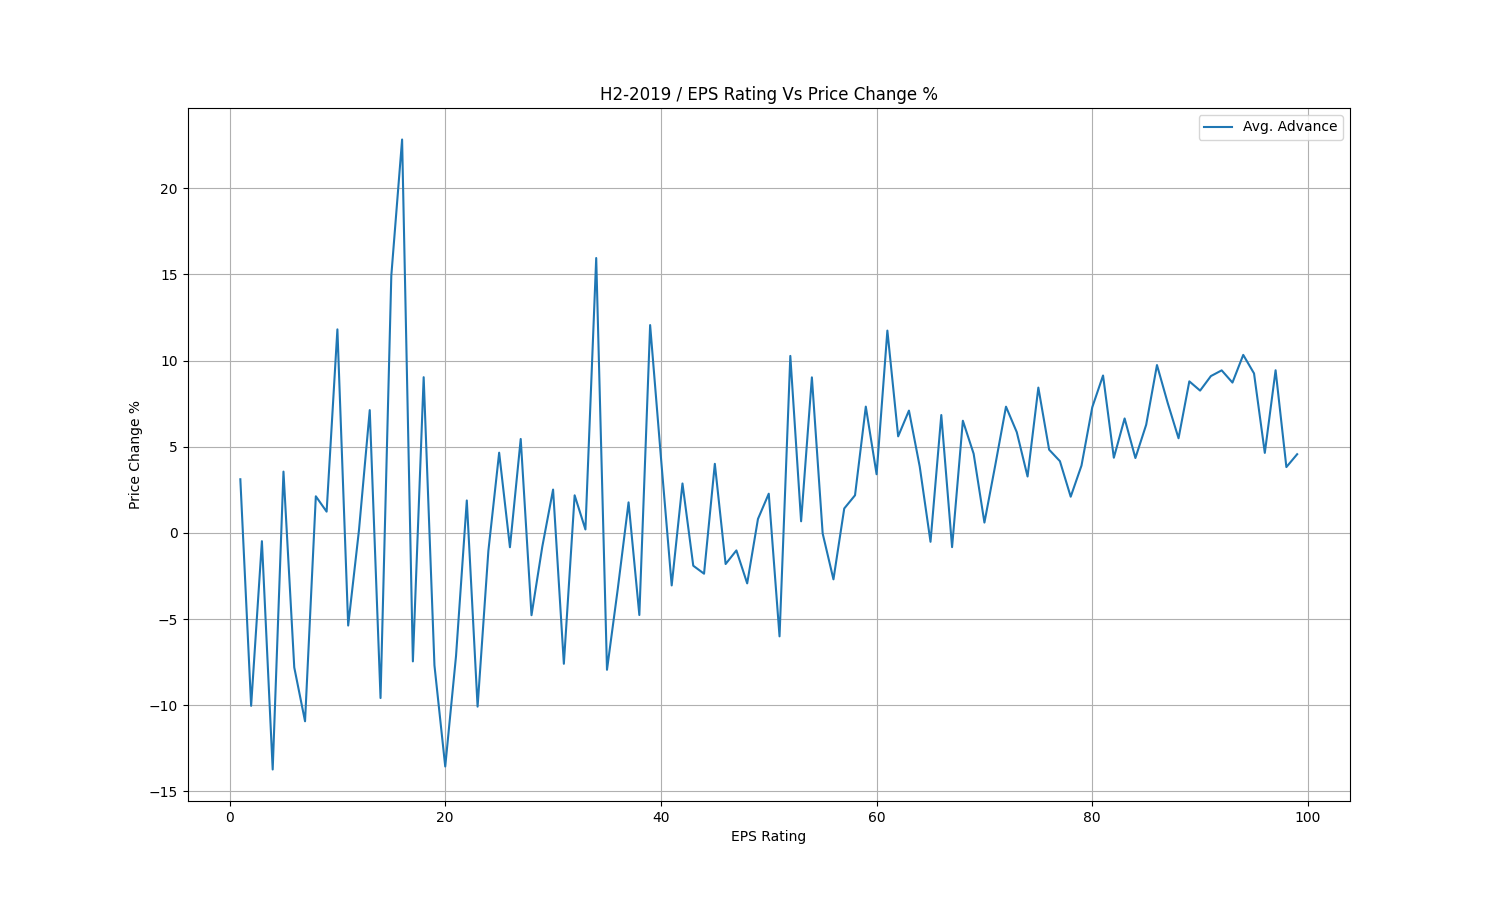 H2-2019 / EPS Rating Vs Price Change %
Avg. Advance
20
15
10
5
0
−5
−10
−15
Price Change %
0 20 40 60 80 100
EPS Rating